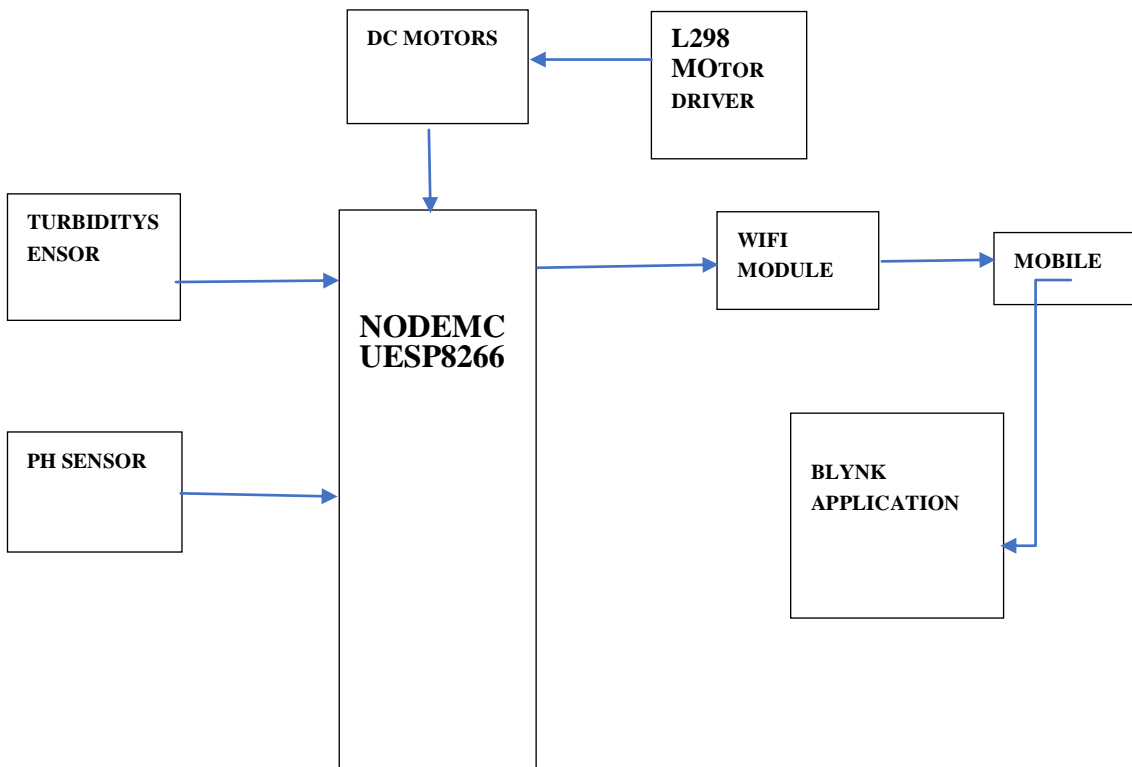 DC MOTORS
L298
MOTOR
DRIVER
TURBIDITYS
ENSOR
WIFI
MODULE
MOBILE
NODEMC
UESP8266
PH SENSOR
BLYNK
APPLICATION